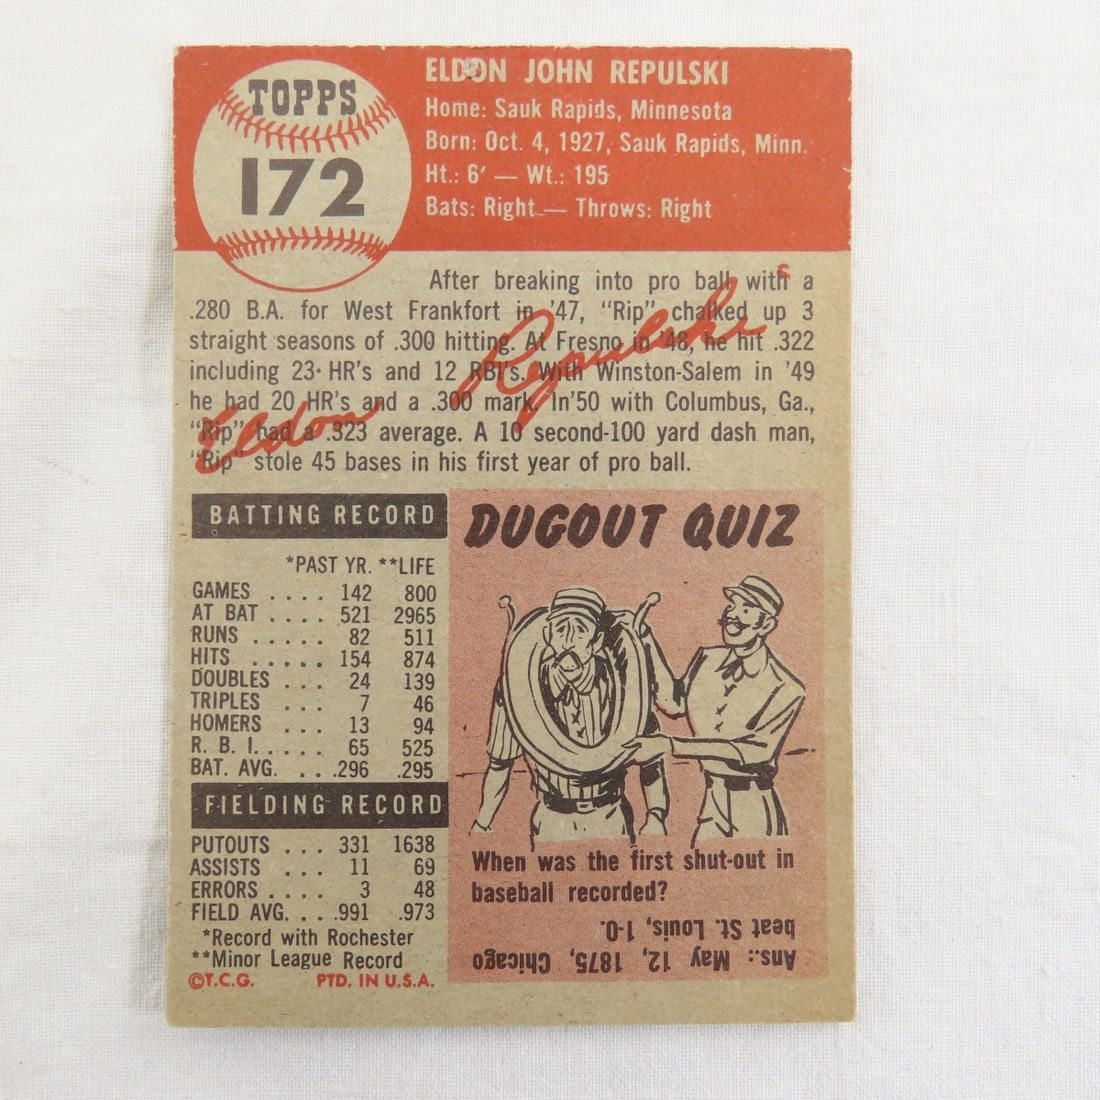 TOPPS
172
ELDON JOHN REPULSKI
Home: Sauk Rapids, Minnesota
Born: Oct. 4, 1927, Sauk Rapids, Minn.
Ht.: 6′ — Wt.: 195
Bats: Right — Throws: Right
After breaking into pro ball with a
.280 B.A. for West Frankfort in '47, "Rip" chalked up 3
straight seasons of .300 hitting. At Fresno in '48, he hit .322
including 23 HR's and 12 RBI's. With Winston-Salem in '49
he had 20 HR's and a .300 mark. In '50 with Columbus, Ga.,
"Rip" had a .323 average. A 10 second-100 yard dash man,
"Rip" stole 45 bases in his first year of pro ball.
Eldon Repulski
BATTING RECORD
*PAST YR. **LIFE
GAMES .... 142 800
AT BAT .... 521 2965
RUNS ..... 82 511
HITS ..... 154 874
DOUBLES ... 24 139
TRIPLES ... 7 46
HOMERS ... 13 94
R. B. I. .... 65 525
BAT. AVG. ... .296 .295
FIELDING RECORD
PUTOUTS ... 331 1638
ASSISTS ... 11 69
ERRORS .... 3 48
FIELD AVG. ... .991 .973
*Record with Rochester
**Minor League Record
©T.C.G. PTD. IN U.S.A.
DUGOUT QUIZ
When was the first shut-out in
baseball recorded?
Ans.: May 12, 1875, Chicago
beat St. Louis, 1-0.